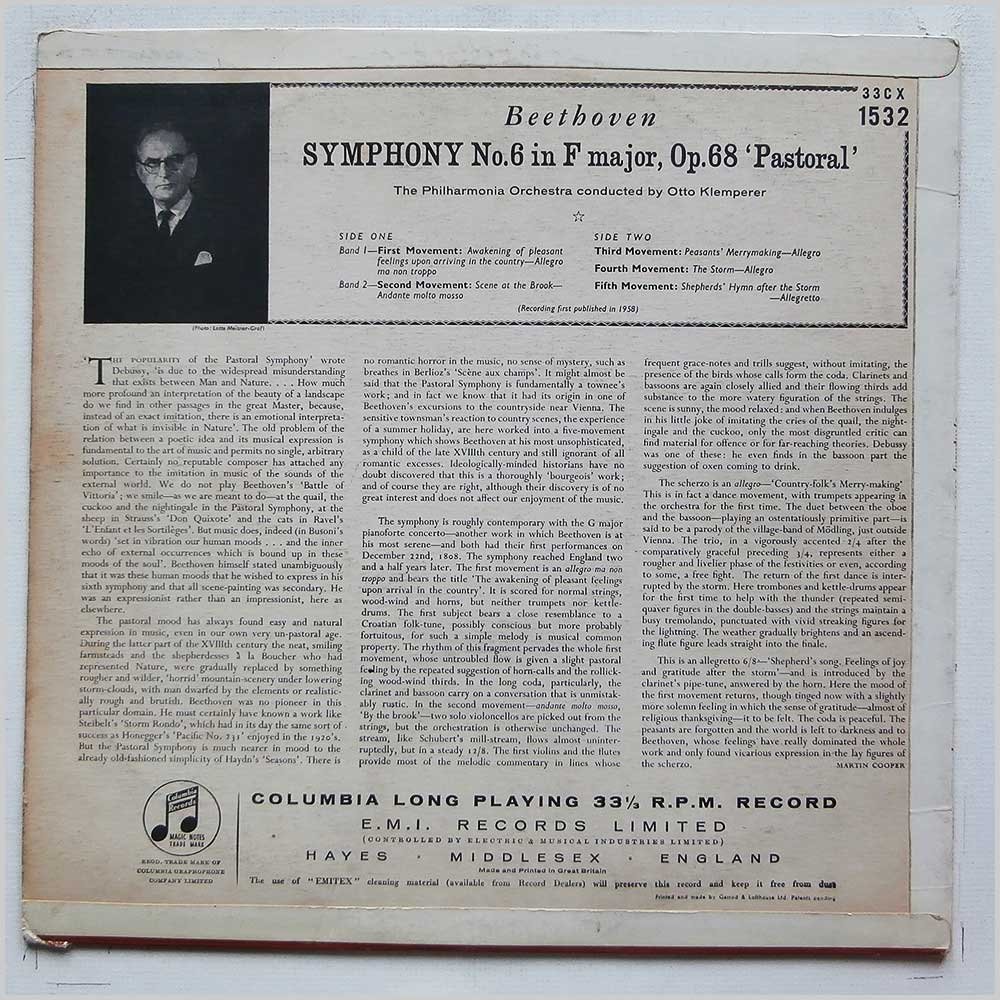 33CX
1532
Beethoven
SYMPHONY No.6 in F major, Op.68 ‘Pastoral’
The Philharmonia Orchestra conducted by Otto Klemperer
☆
SIDE ONE
Band 1—First Movement: Awakening of pleasant
feelings upon arriving in the country—Allegro
ma non troppo
Band 2—Second Movement: Scene at the Brook—
Andante molto mosso
SIDE TWO
Third Movement: Peasants' Merrymaking—Allegro
Fourth Movement: The Storm—Allegro
Fifth Movement: Shepherds' Hymn after the Storm
—Allegretto
(Recording first published in 1958)
(Photo: Lotte Meitner-Graf)
‘THE POPULARITY of the Pastoral Symphony’ wrote
Debussy, ‘is due to the widespread misunderstanding
that exists between Man and Nature. . . . How much
more profound an interpretation of the beauty of a landscape
do we find in other passages in the great Master, because,
instead of an exact imitation, there is an emotional interpreta-
tion of what is invisible in Nature’. The old problem of the
relation between a poetic idea and its musical expression is
fundamental to the art of music and permits no single, arbitrary
solution. Certainly no reputable composer has attached any
importance to the imitation in music of the sounds of the
external world. We do not play Beethoven's ‘Battle of
Vittoria’; we smile—as we are meant to do—at the quail, the
cuckoo and the nightingale in the Pastoral Symphony, at the
sheep in Strauss's ‘Don Quixote’ and the cats in Ravel's
‘L'Enfant et les Sortilèges’. But music does, indeed (in Busoni's
words) ‘set in vibration our human moods . . . and the inner
echo of external occurrences which is bound up in these
moods of the soul’. Beethoven himself stated unambiguously
that it was these human moods that he wished to express in his
sixth symphony and that all scene-painting was secondary. He
was an expressionist rather than an impressionist, here as
elsewhere.
The pastoral mood has always found easy and natural
expression in music, even in our own very un-pastoral age.
During the latter part of the XVIIIth century the neat, smiling
farmsteads and the shepherdesses à la Boucher who had
represented Nature, were gradually replaced by something
rougher and wilder, ‘horrid’ mountain-scenery under lowering
storm-clouds, with man dwarfed by the elements or realistic-
ally rough and brutish. Beethoven was no pioneer in this
particular domain. He must certainly have known a work like
Steibelt's ‘Storm Rondo’, which had in its day the same sort of
success as Honegger's ‘Pacific No. 231’ enjoyed in the 1920's.
But the Pastoral Symphony is much nearer in mood to the
already old-fashioned simplicity of Haydn's ‘Seasons’. There is
no romantic horror in the music, no sense of mystery, such as
breathes in Berlioz's ‘Scène aux champs’. It might almost be
said that the Pastoral Symphony is fundamentally a townee's
work; and in fact we know that it had its origin in one of
Beethoven's excursions to the countryside near Vienna. The
sensitive townsman's reaction to country scenes, the experience
of a summer holiday, are here worked into a five-movement
symphony which shows Beethoven at his most unsophisticated,
as a child of the late XVIIIth century and still ignorant of all
romantic excesses. Ideologically-minded historians have no
doubt discovered that this is a thoroughly ‘bourgeois’ work;
and of course they are right, although their discovery is of no
great interest and does not affect our enjoyment of the music.
The symphony is roughly contemporary with the G major
pianoforte concerto—another work in which Beethoven is at
his most serene—and both had their first performances on
December 22nd, 1808. The symphony reached England two
and a half years later. The first movement is an allegro ma non
troppo and bears the title ‘The awakening of pleasant feelings
upon arrival in the country’. It is scored for normal strings,
wood-wind and horns, but neither trumpets nor kettle-
drums. The first subject bears a close resemblance to a
Croatian folk-tune, possibly conscious but more probably
fortuitous, for such a simple melody is musical common
property. The rhythm of this fragment pervades the whole first
movement, whose untroubled flow is given a slight pastoral
feeling by the repeated suggestion of horn-calls and the rollick-
ing wood-wind thirds. In the long coda, particularly, the
clarinet and bassoon carry on a conversation that is unmistak-
ably rustic. In the second movement—andante molto mosso,
‘By the brook’—two solo violoncellos are picked out from the
strings, but the orchestration is otherwise unchanged. The
stream, like Schubert's mill-stream, flows almost uninter-
ruptedly, but in a steady 12/8. The first violins and the flutes
provide most of the melodic commentary in lines whose
frequent grace-notes and trills suggest, without imitating, the
presence of the birds whose calls form the coda. Clarinets and
bassoons are again closely allied and their flowing thirds add
substance to the more watery figuration of the strings. The
scene is sunny, the mood relaxed: and when Beethoven indulges
in his little joke of imitating the cries of the quail, the night-
ingale and the cuckoo, only the most disgruntled critic can
find material for offence or for far-reaching theories. Debussy
was one of these: he even finds in the bassoon part the
suggestion of oxen coming to drink.
The scherzo is an allegro—‘Country-folk's Merry-making’
This is in fact a dance movement, with trumpets appearing in
the orchestra for the first time. The duet between the oboe
and the bassoon—playing an ostentatiously primitive part—is
said to be a parody of the village-band of Mödling, just outside
Vienna. The trio, in a vigorously accented 2/4 after the
comparatively graceful preceding 3/4, represents either a
rougher and livelier phase of the festivities or even, according
to some, a free fight. The return of the first dance is inter-
rupted by the storm. Here trombones and kettle-drums appear
for the first time to help with the thunder (repeated semi-
quaver figures in the double-basses) and the strings maintain a
busy tremolando, punctuated with vivid streaking figures for
the lightning. The weather gradually brightens and an ascend-
ing flute figure leads straight into the finale.
This is an allegretto 6/8—‘Shepherd's song. Feelings of joy
and gratitude after the storm’—and is introduced by the
clarinet's pipe-tune, answered by the horn. Here the mood of
the first movement returns, though tinged now with a slightly
more solemn feeling in which the sense of gratitude—almost of
religious thanksgiving—it to be felt. The coda is peaceful. The
peasants are forgotten and the world is left to darkness and to
Beethoven, whose feelings have really dominated the whole
work and only found vicarious expression in the lay figures of
the scherzo.
MARTIN COOPER
Columbia
Records
MAGIC NOTES
TRADE MARK
REGD. TRADE MARK OF
COLUMBIA GRAPHOPHONE
COMPANY LIMITED
COLUMBIA LONG PLAYING 33⅓ R.P.M. RECORD
E.M.I. RECORDS LIMITED
(CONTROLLED BY ELECTRIC & MUSICAL INDUSTRIES LIMITED)
HAYES · MIDDLESEX · ENGLAND
Made and Printed in Great Britain
The use of "EMITEX" cleaning material (available from Record Dealers) will preserve this record and keep it free from dust
Printed and made by Garrod & Lofthouse Ltd. Patents pending